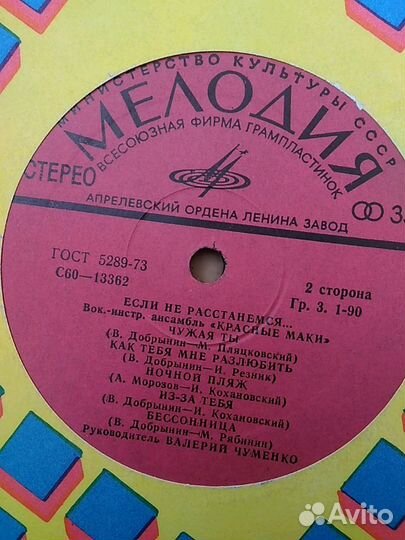 МИНИСТЕРСТВО КУЛЬТУРЫ СССР
МЕЛОДИЯ
ВСЕСОЮЗНАЯ ФИРМА ГРАМПЛАСТИНОК
СТЕРЕО
33
АПРЕЛЕВСКИЙ ОРДЕНА ЛЕНИНА ЗАВОД
ГОСТ 5289-73
С60—13362
2 сторона
Гр. 3. 1-90
ЕСЛИ НЕ РАССТАНЕМСЯ...
Вок.-инстр. ансамбль «КРАСНЫЕ МАКИ»
ЧУЖАЯ ТЫ
(В. Добрынин—М. Пляцковский)
КАК ТЕБЯ МНЕ РАЗЛЮБИТЬ
(В. Добрынин—И. Резник)
НОЧНОЙ ПЛЯЖ
(А. Морозов—И. Кохановский)
ИЗ-ЗА ТЕБЯ
(В. Добрынин—И. Кохановский)
БЕССОННИЦА
(В. Добрынин—М. Рябинин)
Руководитель ВАЛЕРИЙ ЧУМЕНКО
Avito